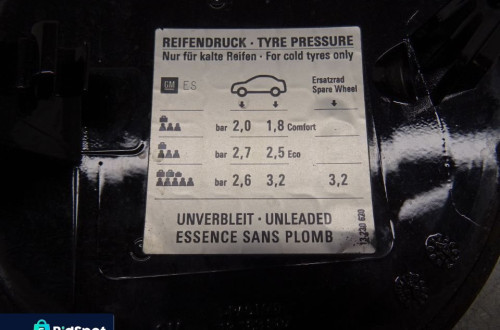 REIFENDRUCK · TYRE PRESSURE
Nur für kalte Reifen · For cold tyres only
GM ES
Ersatzrad
Spare Wheel
bar 2,0 1,8 Comfort
bar 2,7 2,5 Eco
bar 2,6 3,2 3,2
UNVERBLEIT · UNLEADED
ESSENCE SANS PLOMB
BidSpot